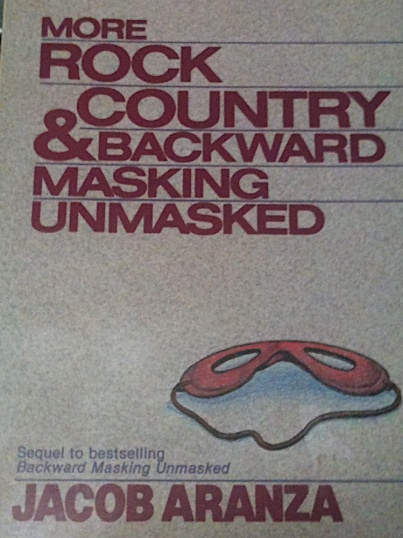 MORE
ROCK
COUNTRY
& BACKWARD
MASKING
UNMASKED
Sequel to bestselling
Backward Masking Unmasked
JACOB ARANZA